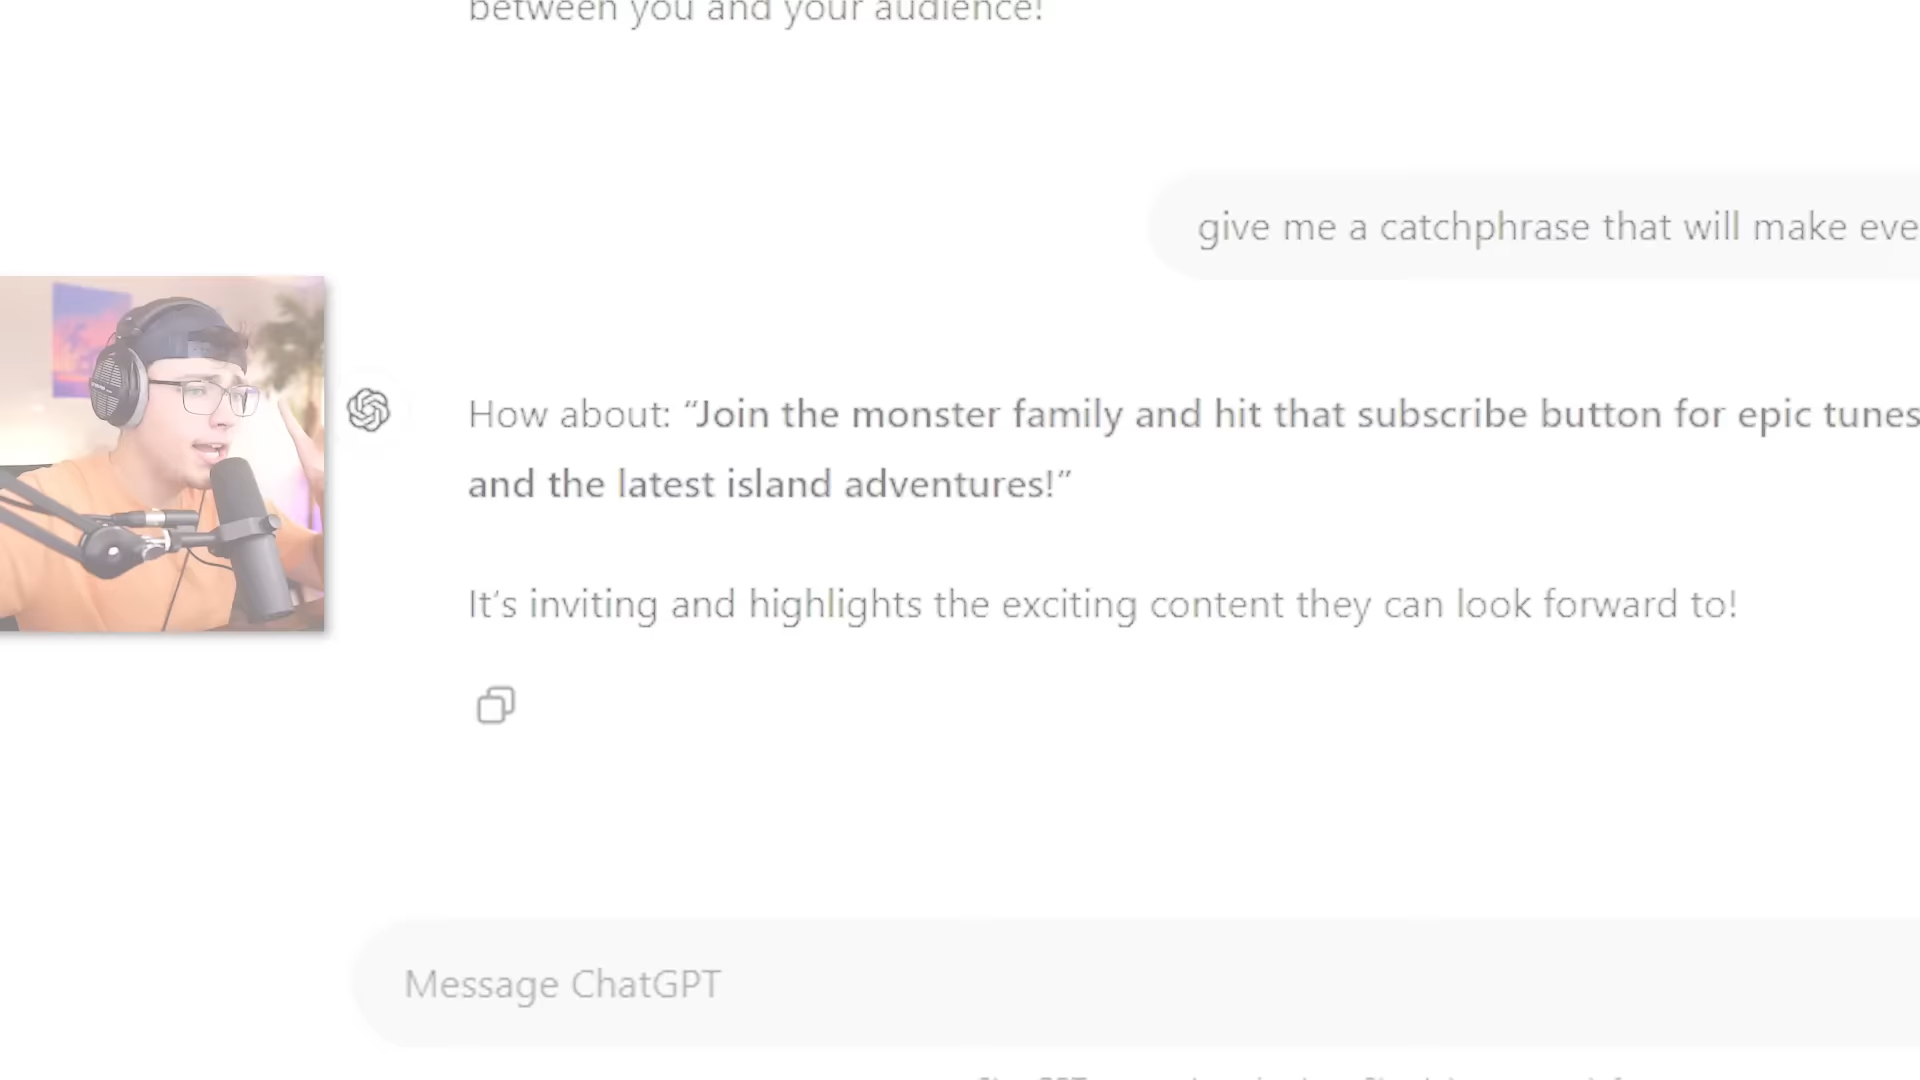 between you and your audience!
give me a catchphrase that will make eve
How about: “Join the monster family and hit that subscribe button for epic tunes
and the latest island adventures!”
It’s inviting and highlights the exciting content they can look forward to!
Message ChatGPT